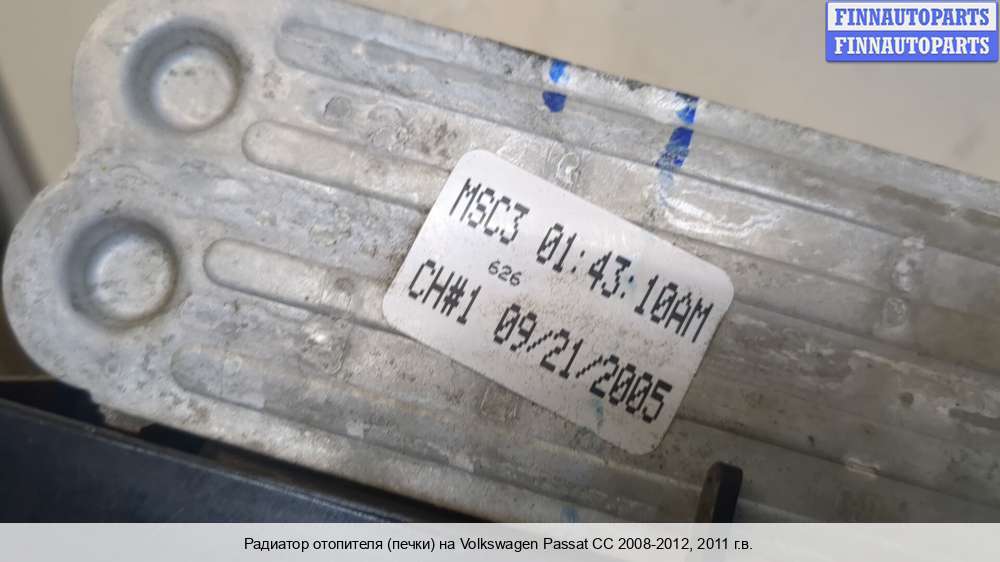 FINNAUTOPARTS
FINNAUTOPARTS
MSC3 01:43:10AM
626
CH#1 09/21/2005
Радиатор отопителя (печки) на Volkswagen Passat CC 2008-2012, 2011 г.в.